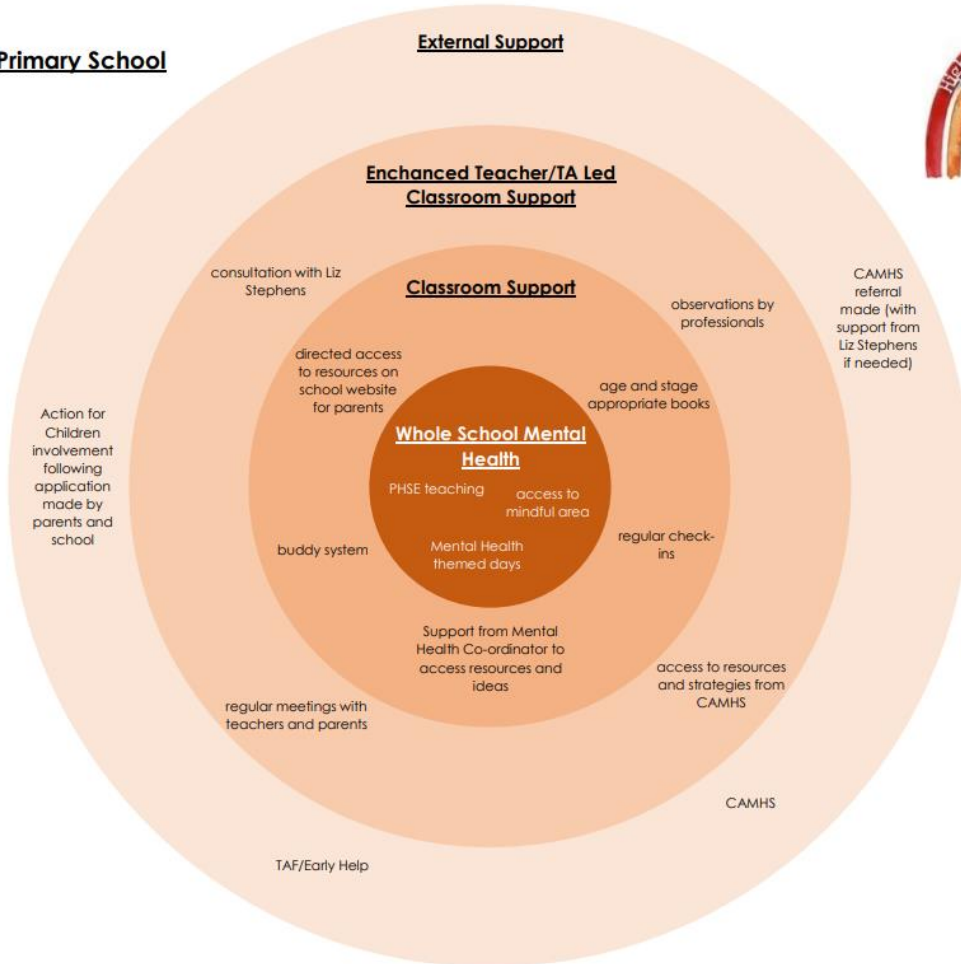 Primary School
External Support
Enchanced Teacher/TA Led
Classroom Support
consultation with Liz
Stephens
Classroom Support
observations by
professionals
CAMHS
referral
made (with
support from
Liz Stephens
if needed)
directed access
to resources on
school website
for parents
age and stage
appropriate books
Action for
Children
involvement
following
application
made by
parents and
school
Whole School Mental
Health
PHSE teaching
access to
mindful area
Mental Health
themed days
buddy system
regular check-
ins
Support from Mental
Health Co-ordinator to
access resources and
ideas
regular meetings with
teachers and parents
access to resources
and strategies from
CAMHS
CAMHS
TAF/Early Help